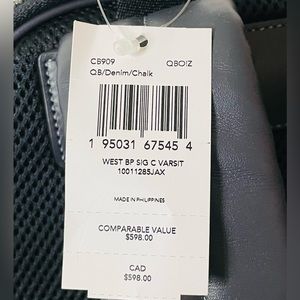 CB909 QBOIZ
QB/Denim/Chalk
1 95031 67545 4
WEST BP SIG C VARSIT
10011285JAX
MADE IN PHILIPPINES
COMPARABLE VALUE
$598.00
CAD
$598.00